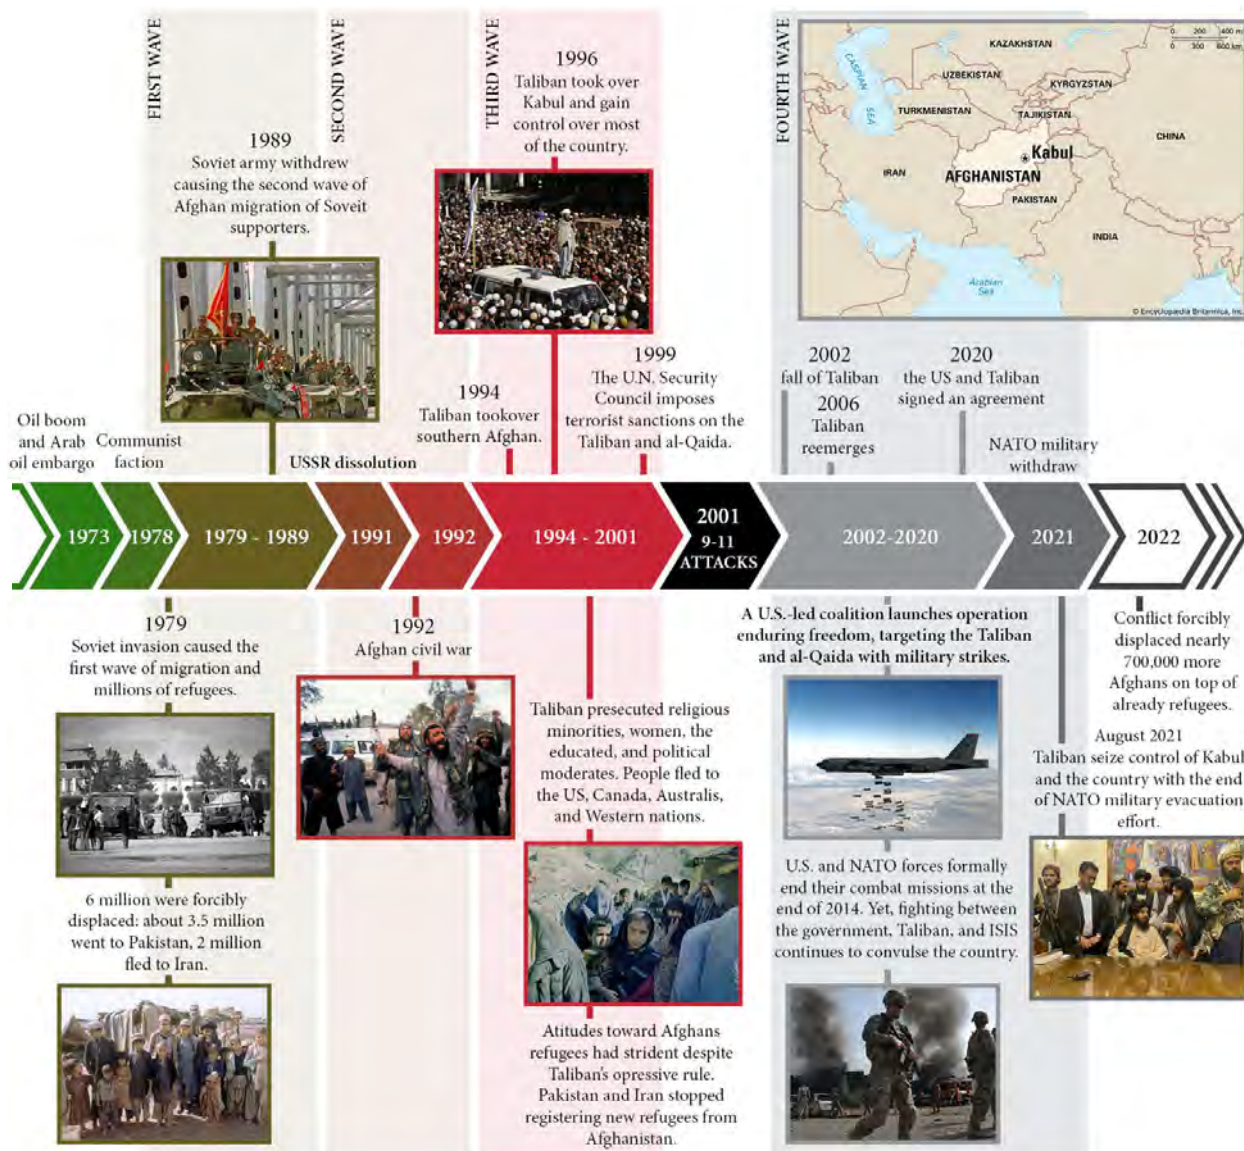 FIRST WAVE
SECOND WAVE
THIRD WAVE
FOURTH WAVE
1989
Soviet army withdrew
causing the second wave of
Afghan migration of Soveit
supporters.
1996
Taliban took over
Kabul and gain
control over most
of the country.
0 200 400 mi
0 300 600 km
KAZAKHSTAN
CASPIAN
SEA
UZBEKISTAN
KYRGYZSTAN
TURKMENISTAN
TAJIKISTAN
CHINA
Kabul
IRAN
AFGHANISTAN
PAKISTAN
INDIA
Arabian
Sea
© Encyclopædia Britannica, Inc.
Oil boom
and Arab
oil embargo
Communist
faction
USSR dissolution
1994
Taliban tookover
southern Afghan.
1999
The U.N. Security
Council imposes
terrorist sanctions on the
Taliban and al-Qaida.
2002
fall of Taliban
2006
Taliban
reemerges
2020
the US and Taliban
signed an agreement
NATO military
withdraw
1973
1978
1979 - 1989
1991
1992
1994 - 2001
2001
9-11
ATTACKS
2002-2020
2021
2022
1979
Soviet invasion caused the
first wave of migration and
millions of refugees.
6 million were forcibly
displaced: about 3.5 million
went to Pakistan, 2 million
fled to Iran.
1992
Afghan civil war
Taliban presecuted religious
minorities, women, the
educated, and political
moderates. People fled to
the US, Canada, Australis,
and Western nations.
Atitudes toward Afghans
refugees had strident despite
Taliban's opressive rule.
Pakistan and Iran stopped
registering new refugees from
Afghanistan.
A U.S.-led coalition launches operation
enduring freedom, targeting the Taliban
and al-Qaida with military strikes.
U.S. and NATO forces formally
end their combat missions at the
end of 2014. Yet, fighting between
the government, Taliban, and ISIS
continues to convulse the country.
Conflict forcibly
displaced nearly
700,000 more
Afghans on top of
already refugees.
August 2021
Taliban seize control of Kabul
and the country with the end
of NATO military evacuation
effort.